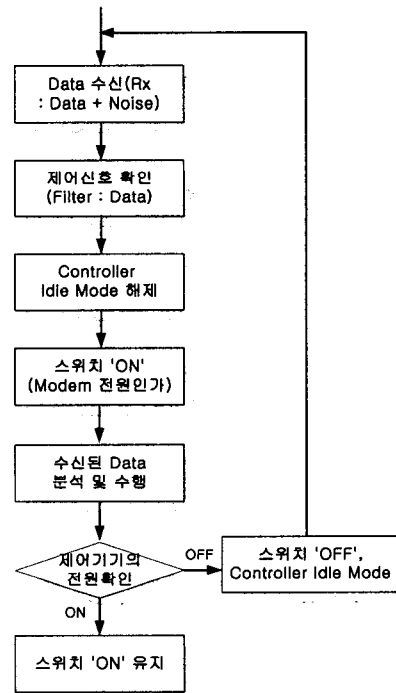 Data 수신(Rx
: Data + Noise)
제어신호 확인
(Filter : Data)
Controller
Idle Mode 해제
스위치 'ON'
(Modem 전원인가)
수신된 Data
분석 및 수행
제어기기의
전원확인
OFF
스위치 'OFF',
Controller Idle Mode
ON
스위치 'ON' 유지